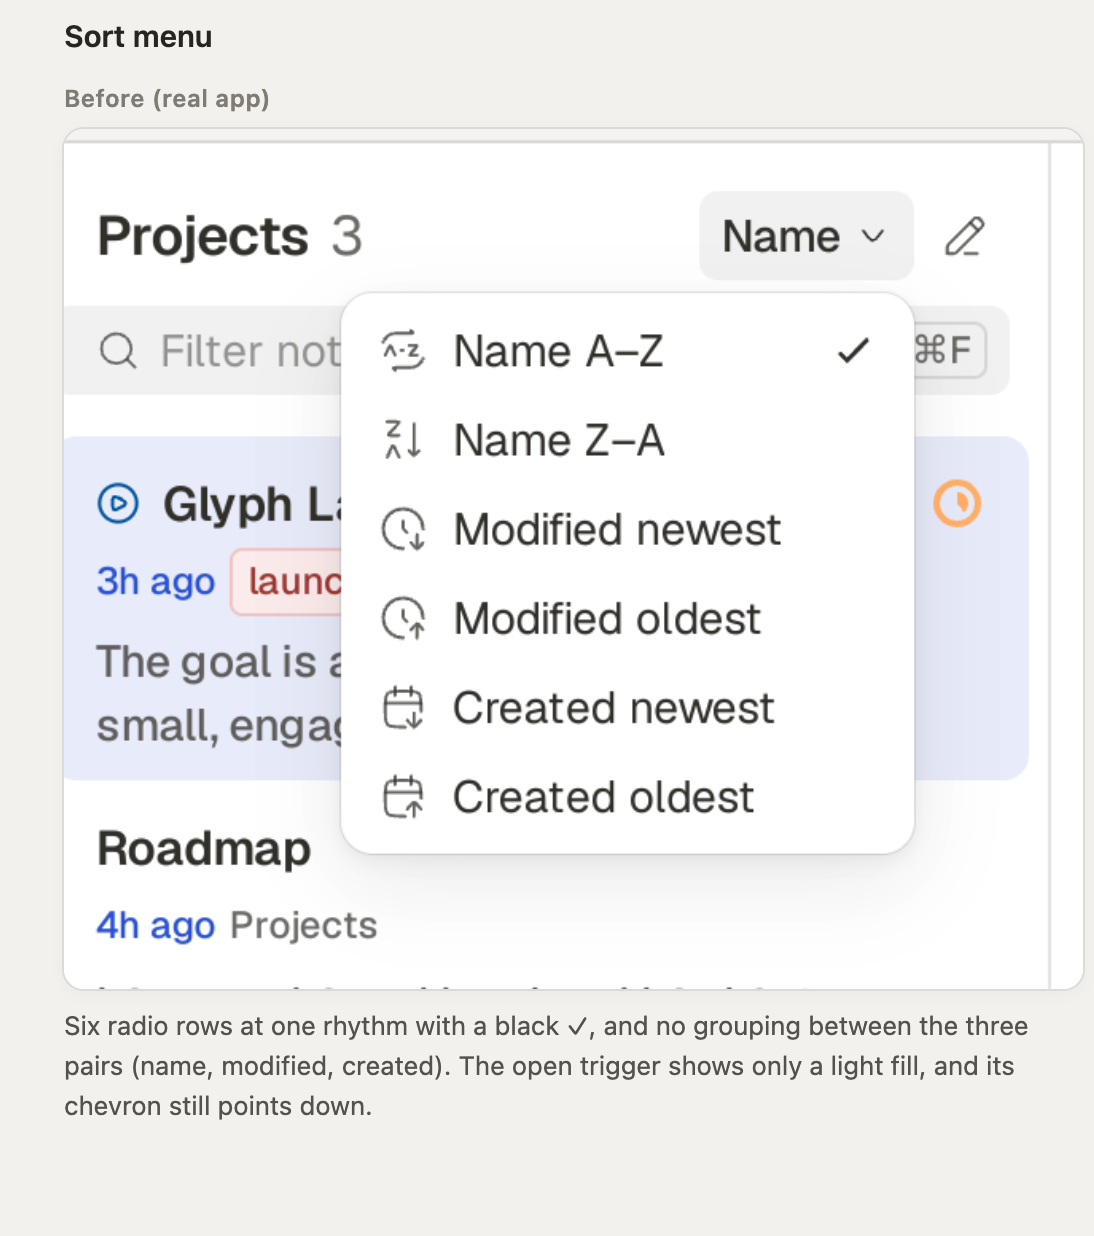 Sort menu
Before (real app)
Projects 3
Name
Filter not
⌘F
Name A–Z ✓
Name Z–A
Modified newest
Modified oldest
Created newest
Created oldest
Glyph
3h ago
The goal is
small,
Roadmap
4h ago Projects
Six radio rows at one rhythm with a black ✓, and no grouping between the three
pairs (name, modified, created). The open trigger shows only a light fill, and its
chevron still points down.